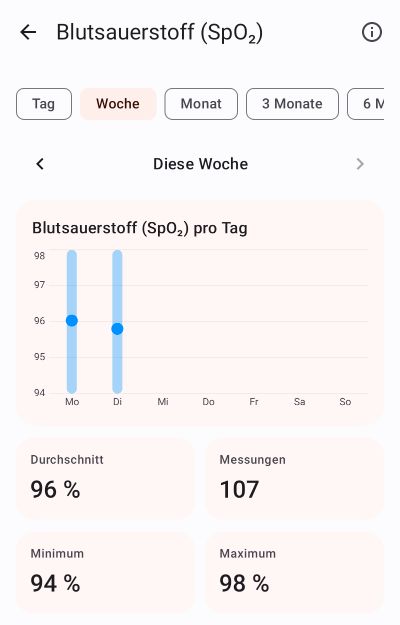 Blutsauerstoff (SpO₂)
Tag Woche Monat 3 Monate 6 M
Diese Woche
Blutsauerstoff (SpO₂) pro Tag
98
97
96
95
94
Mo Di Mi Do Fr Sa So
Durchschnitt Messungen
96 % 107
Minimum Maximum
94 % 98 %